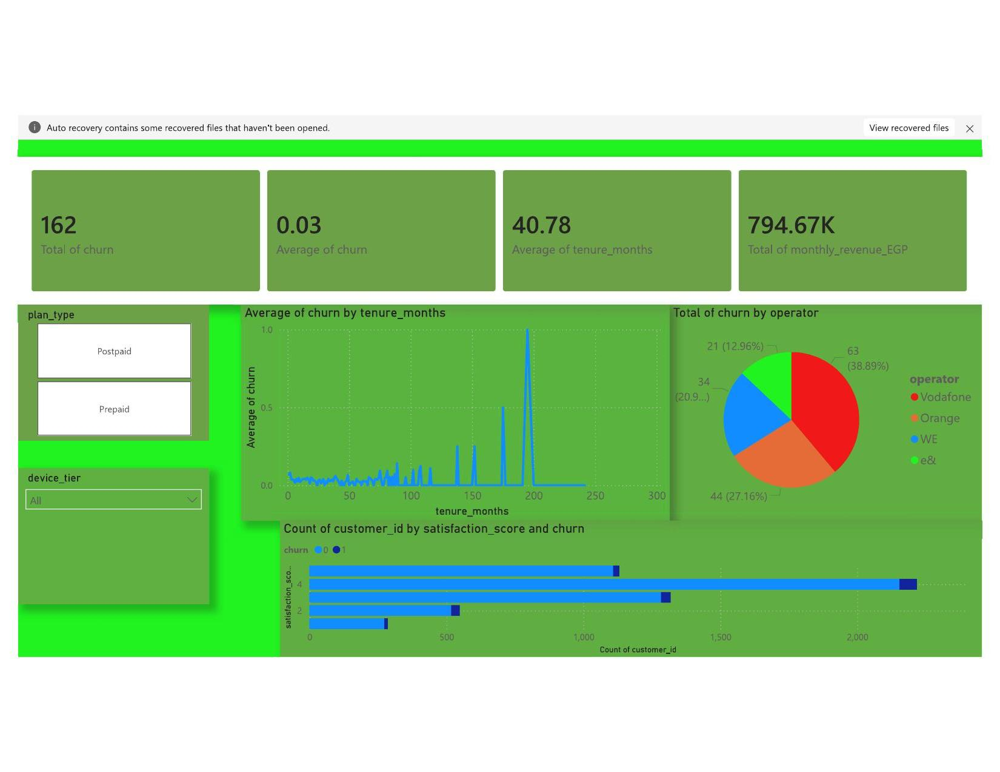 Auto recovery contains some recovered files that haven't been opened.
View recovered files
162
Total of churn
0.03
Average of churn
40.78
Average of tenure_months
794.67K
Total of monthly_revenue_EGP
plan_type
Postpaid
Prepaid
device_tier
All
Average of churn by tenure_months
Average of churn
1.0
0.5
0.0
0 50 100 150 200 250 300
tenure_months
Total of churn by operator
21 (12.96%)
63
(38.89%)
34
(20.9...)
44 (27.16%)
operator
Vodafone
Orange
WE
e&
Count of customer_id by satisfaction_score and churn
churn 0 1
satisfaction_sco...
4
2
0 500 1,000 1,500 2,000
Count of customer_id